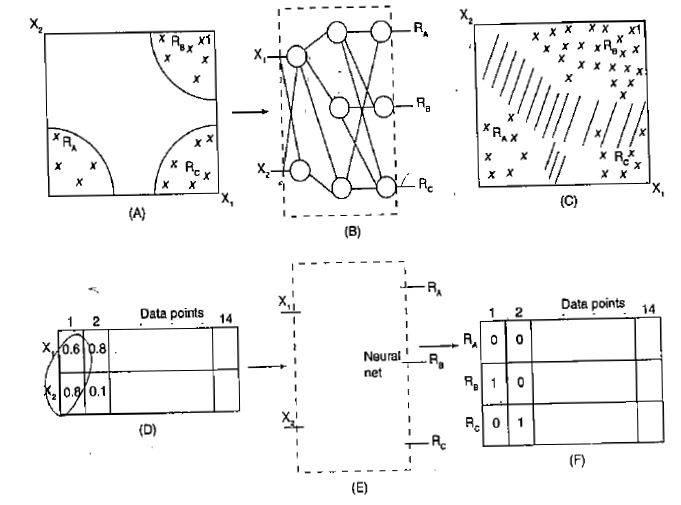 X2
RB
X1
RA
RC
X1
(A)
X1
X2
RA
RB
RC
(B)
X2
RB
X1
RA
RC
X1
(C)
Data points
1 2 14
X1 0.6 0.8
X2 0.8 0.1
(D)
X1
X2
Neural
net
RA
RB
RC
(E)
Data points
1 2 14
RA 0 0
RB 1 0
RC 0 1
(F)